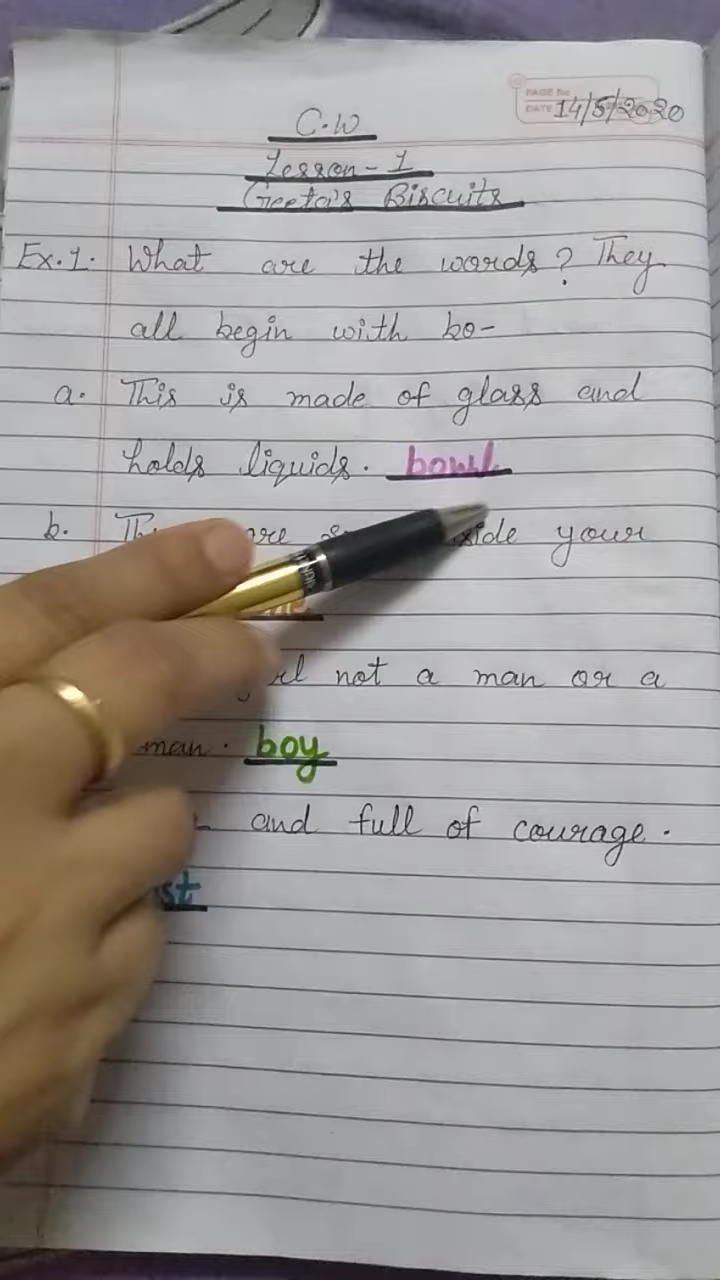 PAGE No
DATE 14/5/2020
C.W
Lesson-1
Geeta's Biscuits
Ex.1. What are the words? They
all begin with bo-
a. This is made of glass and
holds liquids. bowl
b. your
not a man or a
man. boy
and full of courage.